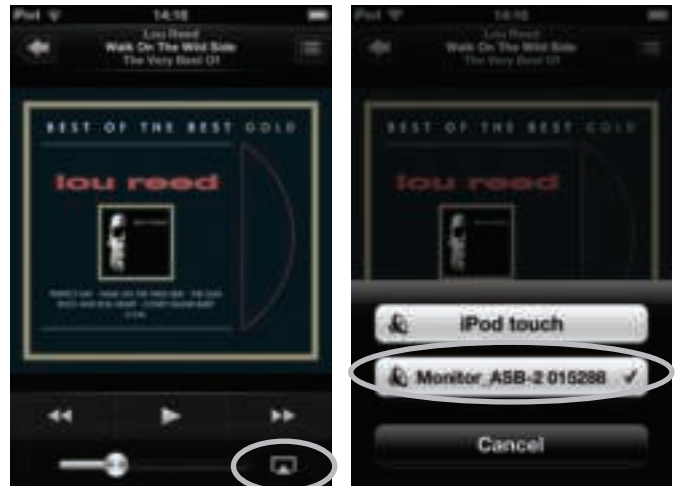 iPod 14:16
Lou Reed
Walk On The Wild Side
The Very Best Of
BEST OF THE BEST GOLD
lou reed
iPod 14:16
Lou Reed
Walk On The Wild Side
The Very Best Of
BEST OF THE BEST GOLD
lou reed
iPod touch
Monitor_ASB-2 015288
Cancel